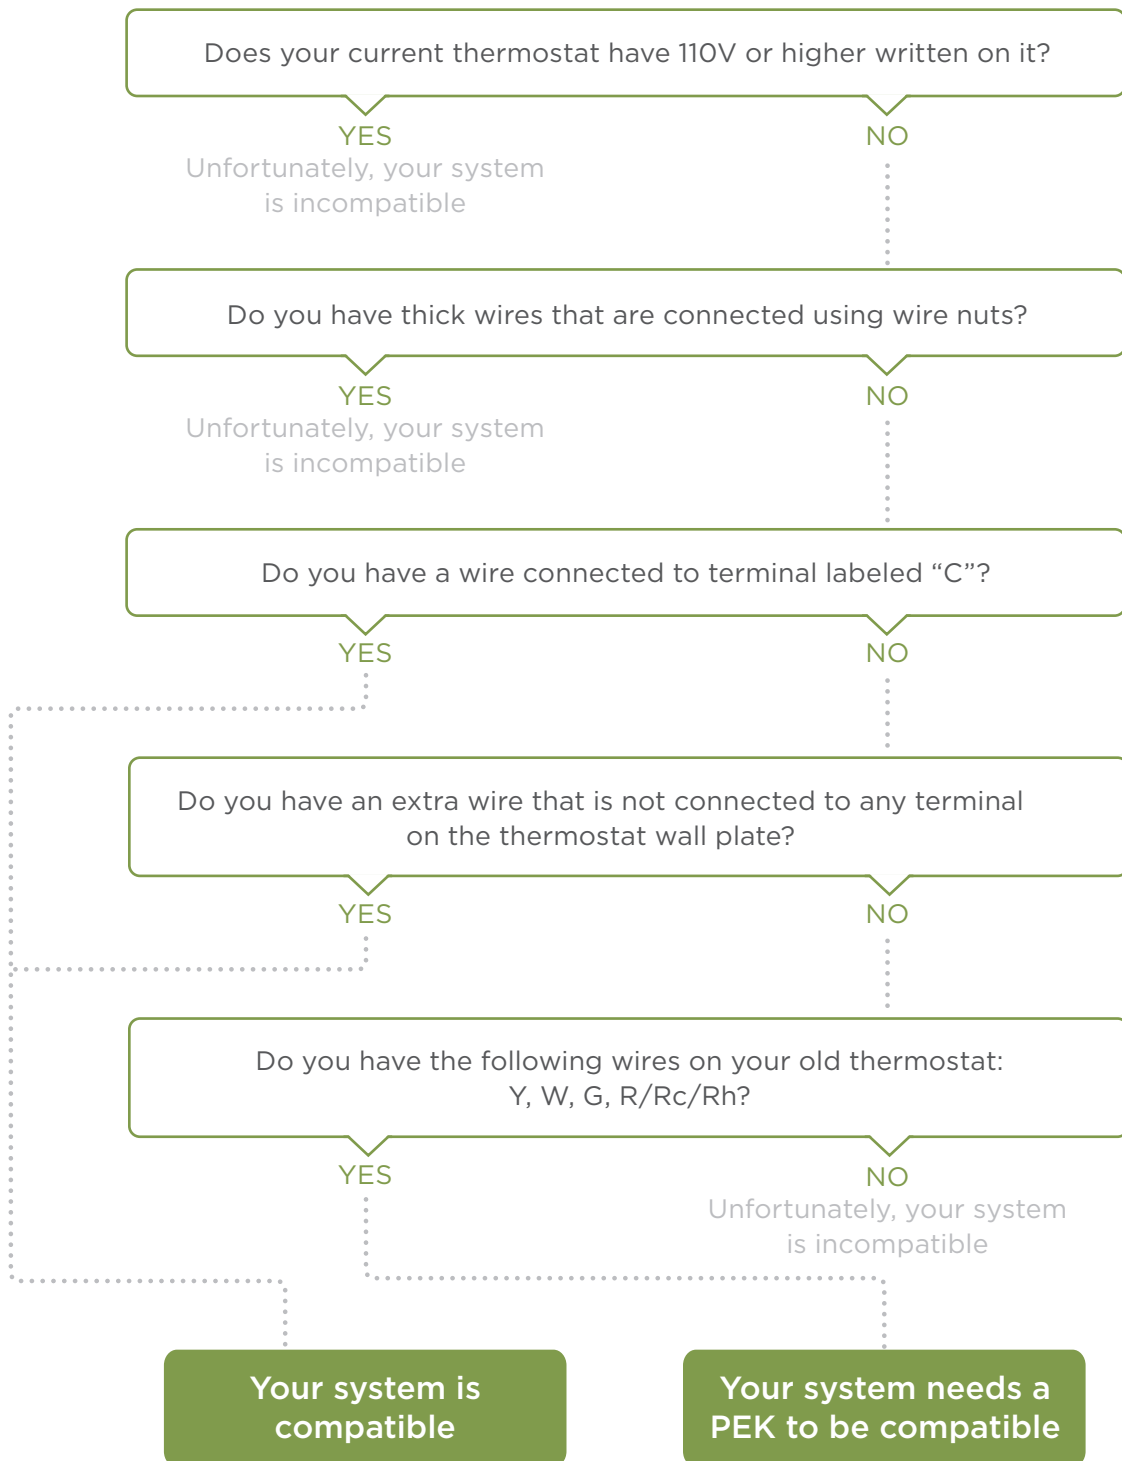 Does your current thermostat have 110V or higher written on it?
YES
Unfortunately, your system
is incompatible
NO
Do you have thick wires that are connected using wire nuts?
YES
Unfortunately, your system
is incompatible
NO
Do you have a wire connected to terminal labeled “C”?
YES
NO
Do you have an extra wire that is not connected to any terminal
on the thermostat wall plate?
YES
NO
Do you have the following wires on your old thermostat:
Y, W, G, R/Rc/Rh?
YES
NO
Unfortunately, your system
is incompatible
Your system is
compatible
Your system needs a
PEK to be compatible